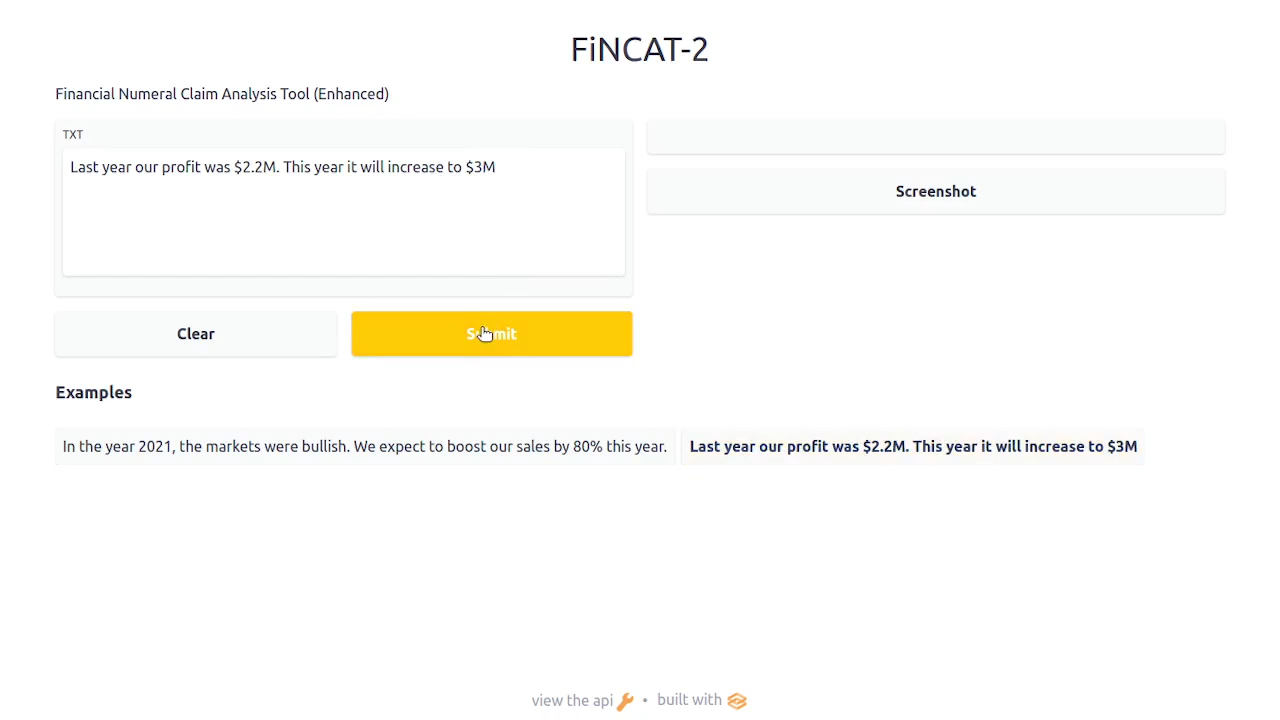 FiNCAT-2
Financial Numeral Claim Analysis Tool (Enhanced)
TXT
Last year our profit was $2.2M. This year it will increase to $3M
Screenshot
Clear
Submit
Examples
In the year 2021, the markets were bullish. We expect to boost our sales by 80% this year.
Last year our profit was $2.2M. This year it will increase to $3M
view the api • built with